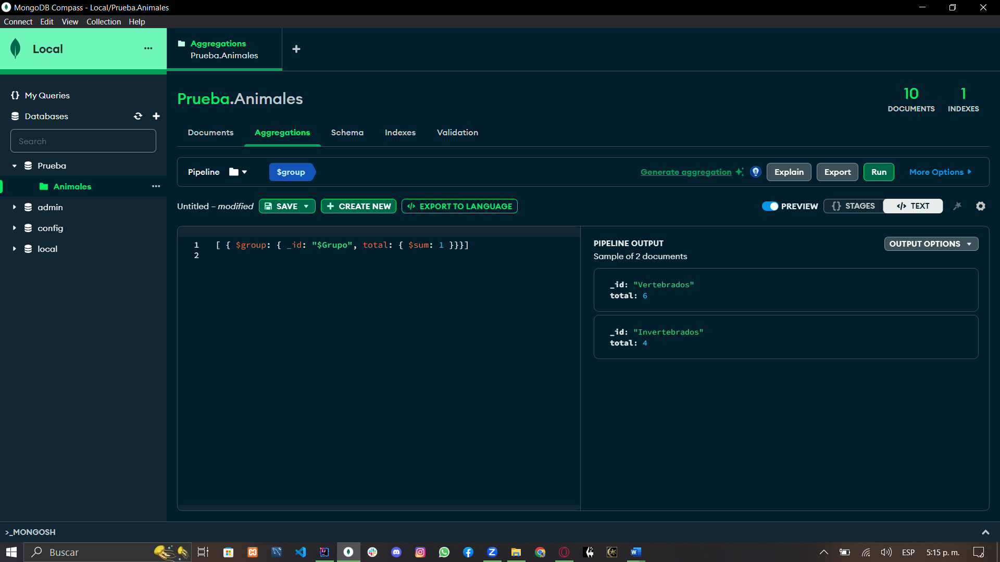 MongoDB Compass - Local/Prueba.Animales
Connect Edit View Collection Help
Local
Aggregations
Prueba.Animales
My Queries
Databases
Search
Prueba
Animales
admin
config
local
Prueba.Animales
10
DOCUMENTS
1
INDEXES
Documents Aggregations Schema Indexes Validation
Pipeline $group Generate aggregation Explain Export Run More Options
Untitled – modified SAVE CREATE NEW EXPORT TO LANGUAGE PREVIEW {} STAGES </> TEXT
1 [ { $group: { _id: "$Grupo", total: { $sum: 1 }}}]
2
PIPELINE OUTPUT
Sample of 2 documents
OUTPUT OPTIONS
_id: "Vertebrados"
total: 6
_id: "Invertebrados"
total: 4
>_MONGOSH
Buscar
ESP 5:15 p. m.